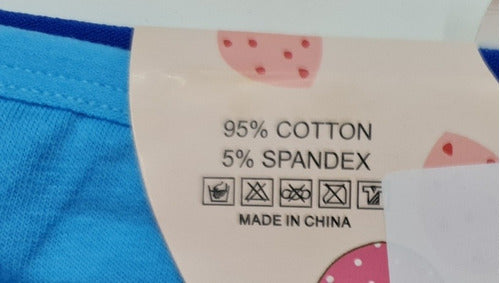 95% COTTON
5% SPANDEX
MADE IN CHINA